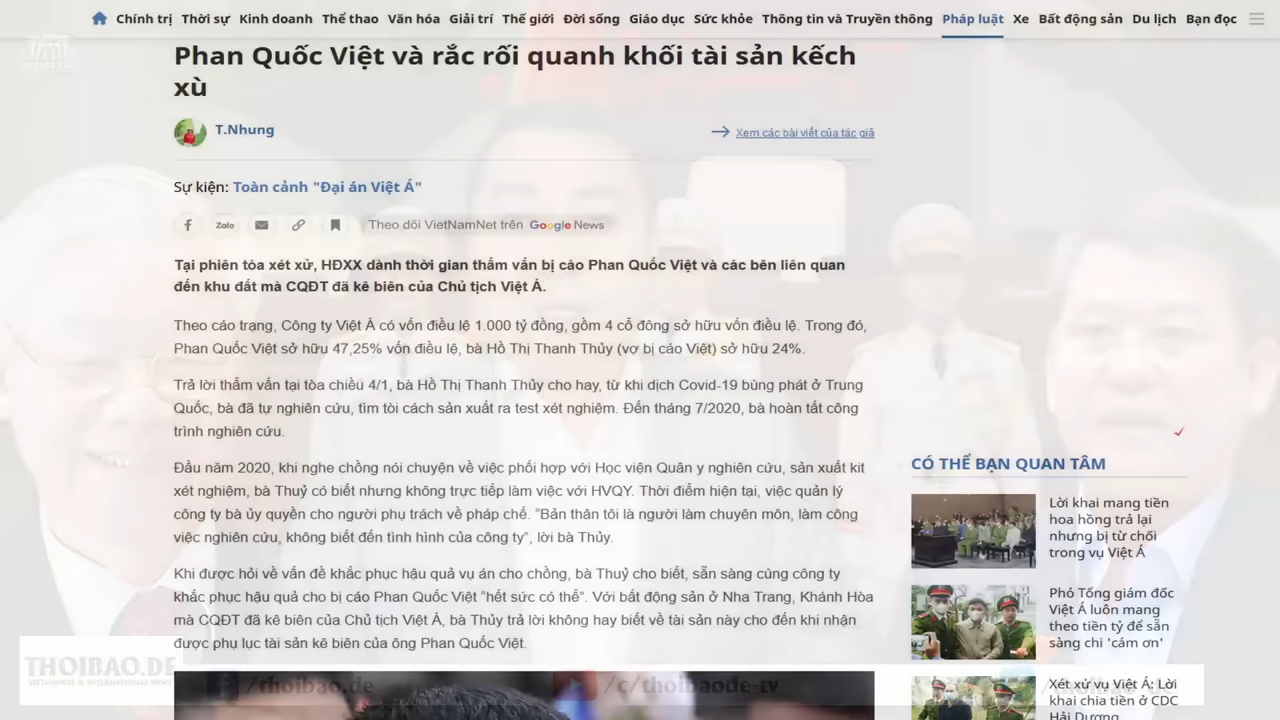 Chính trị Thời sự Kinh doanh Thể thao Văn hóa Giải trí Thế giới Đời sống Giáo dục Sức khỏe Thông tin và Truyền thông Pháp luật Xe Bất động sản Du lịch Bạn đọc
Phan Quốc Việt và rắc rối quanh khối tài sản kếch
xù
T.Nhung
Xem các bài viết của tác giả
Sự kiện: Toàn cảnh "Đại án Việt Á"
Zalo
Theo dõi VietNamNet trên Google News
Tại phiên tòa xét xử, HĐXX dành thời gian thẩm vấn bị cáo Phan Quốc Việt và các bên liên quan
đến khu đất mà CQĐT đã kê biên của Chủ tịch Việt Á.
Theo cáo trạng, Công ty Việt Á có vốn điều lệ 1.000 tỷ đồng, gồm 4 cổ đông sở hữu vốn điều lệ. Trong đó,
Phan Quốc Việt sở hữu 47,25% vốn điều lệ, bà Hồ Thị Thanh Thủy (vợ bị cáo Việt) sở hữu 24%.
Trả lời thẩm vấn tại tòa chiều 4/1, bà Hồ Thị Thanh Thủy cho hay, từ khi dịch Covid-19 bùng phát ở Trung
Quốc, bà đã tự nghiên cứu, tìm tòi cách sản xuất ra test xét nghiệm. Đến tháng 7/2020, bà hoàn tất công
trình nghiên cứu.
Đầu năm 2020, khi nghe chồng nói chuyện về việc phối hợp với Học viện Quân y nghiên cứu, sản xuất kit
xét nghiệm, bà Thuỷ có biết nhưng không trực tiếp làm việc với HVQY. Thời điểm hiện tại, việc quản lý
công ty bà ủy quyền cho người phụ trách về pháp chế. “Bản thân tôi là người làm chuyên môn, làm công
việc nghiên cứu, không biết đến tình hình của công ty”, lời bà Thủy.
Khi được hỏi về vấn đề khắc phục hậu quả vụ án cho chồng, bà Thuỷ cho biết, sẵn sàng cùng công ty
khắc phục hậu quả cho bị cáo Phan Quốc Việt “hết sức có thể”. Với bất động sản ở Nha Trang, Khánh Hòa
mà CQĐT đã kê biên của Chủ tịch Việt Á, bà Thủy trả lời không hay biết về tài sản này cho đến khi nhận
được phụ lục tài sản kê biên của ông Phan Quốc Việt.
CÓ THỂ BẠN QUAN TÂM
Lời khai mang tiền
hoa hồng trả lại
nhưng bị từ chối
trong vụ Việt Á
Phó Tổng giám đốc
Việt Á luôn mang
theo tiền tỷ để sẵn
sàng chi 'cám ơn'
Xét xử vụ Việt Á: Lời
khai chia tiền ở CDC
Hải Dương
THOIBAO.DE
VIETNAMESE & INTERNATIONAL NEWS
/thoibao.de
/c/thoibaode-tv
/thoibao-de